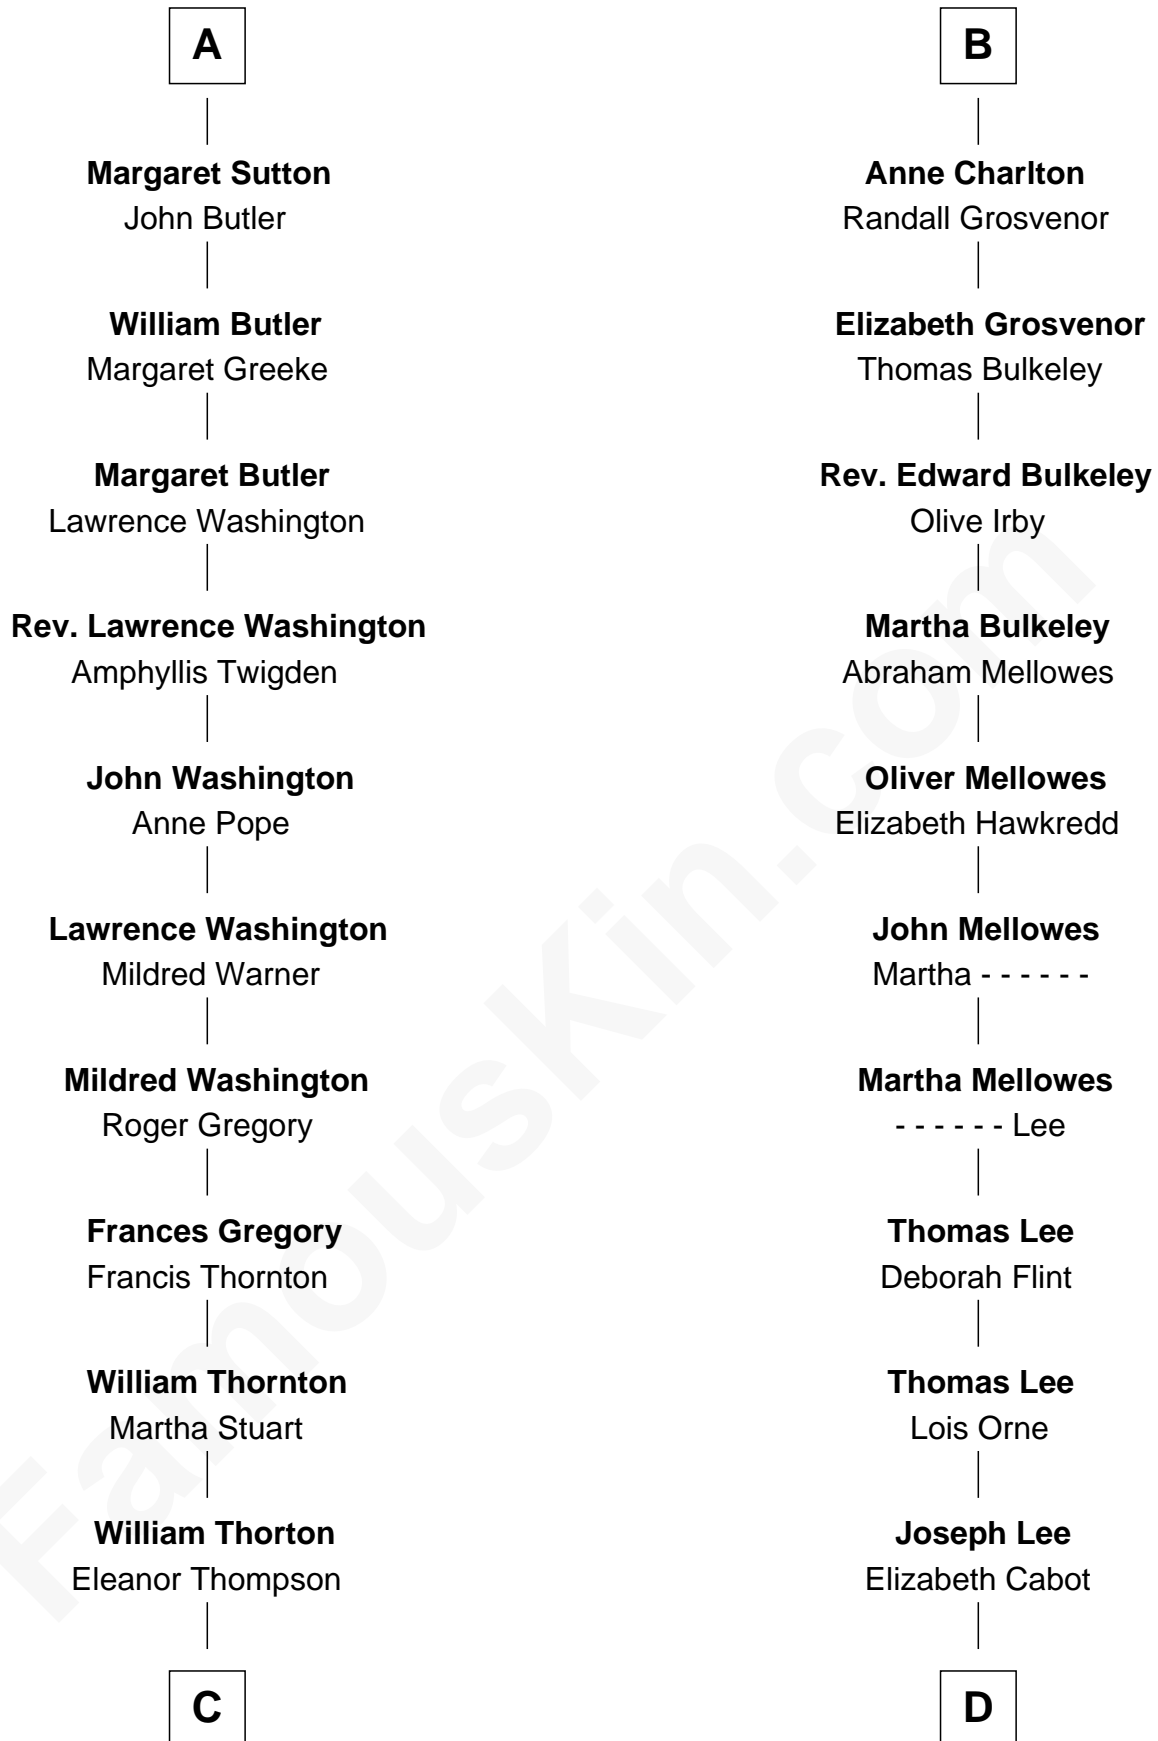 A
Margaret Sutton
John Butler
William Butler
Margaret Greeke
Margaret Butler
Lawrence Washington
Rev. Lawrence Washington
Amphyllis Twigden
John Washington
Anne Pope
Lawrence Washington
Mildred Warner
Mildred Washington
Roger Gregory
Frances Gregory
Francis Thornton
William Thornton
Martha Stuart
William Thorton
Eleanor Thompson
C
B
Anne Charlton
Randall Grosvenor
Elizabeth Grosvenor
Thomas Bulkeley
Rev. Edward Bulkeley
Olive Irby
Martha Bulkeley
Abraham Mellowes
Oliver Mellowes
Elizabeth Hawkredd
John Mellowes
Martha - - - - - -
Martha Mellowes
- - - - - - Lee
Thomas Lee
Deborah Flint
Thomas Lee
Lois Orne
Joseph Lee
Elizabeth Cabot
D
FamousKin.com